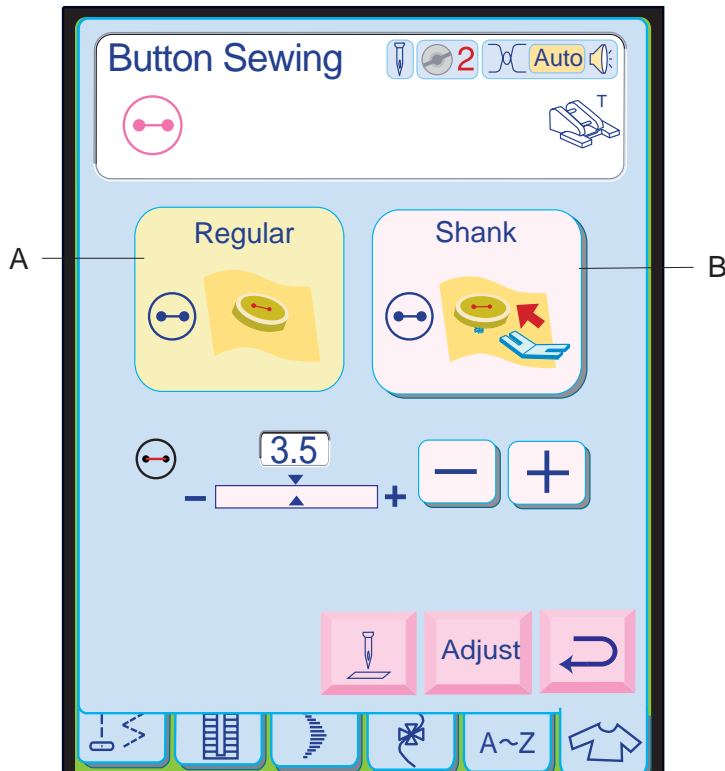 Button Sewing 2 Auto
T
Regular Shank
A B
3.5
- +
Adjust
A~Z